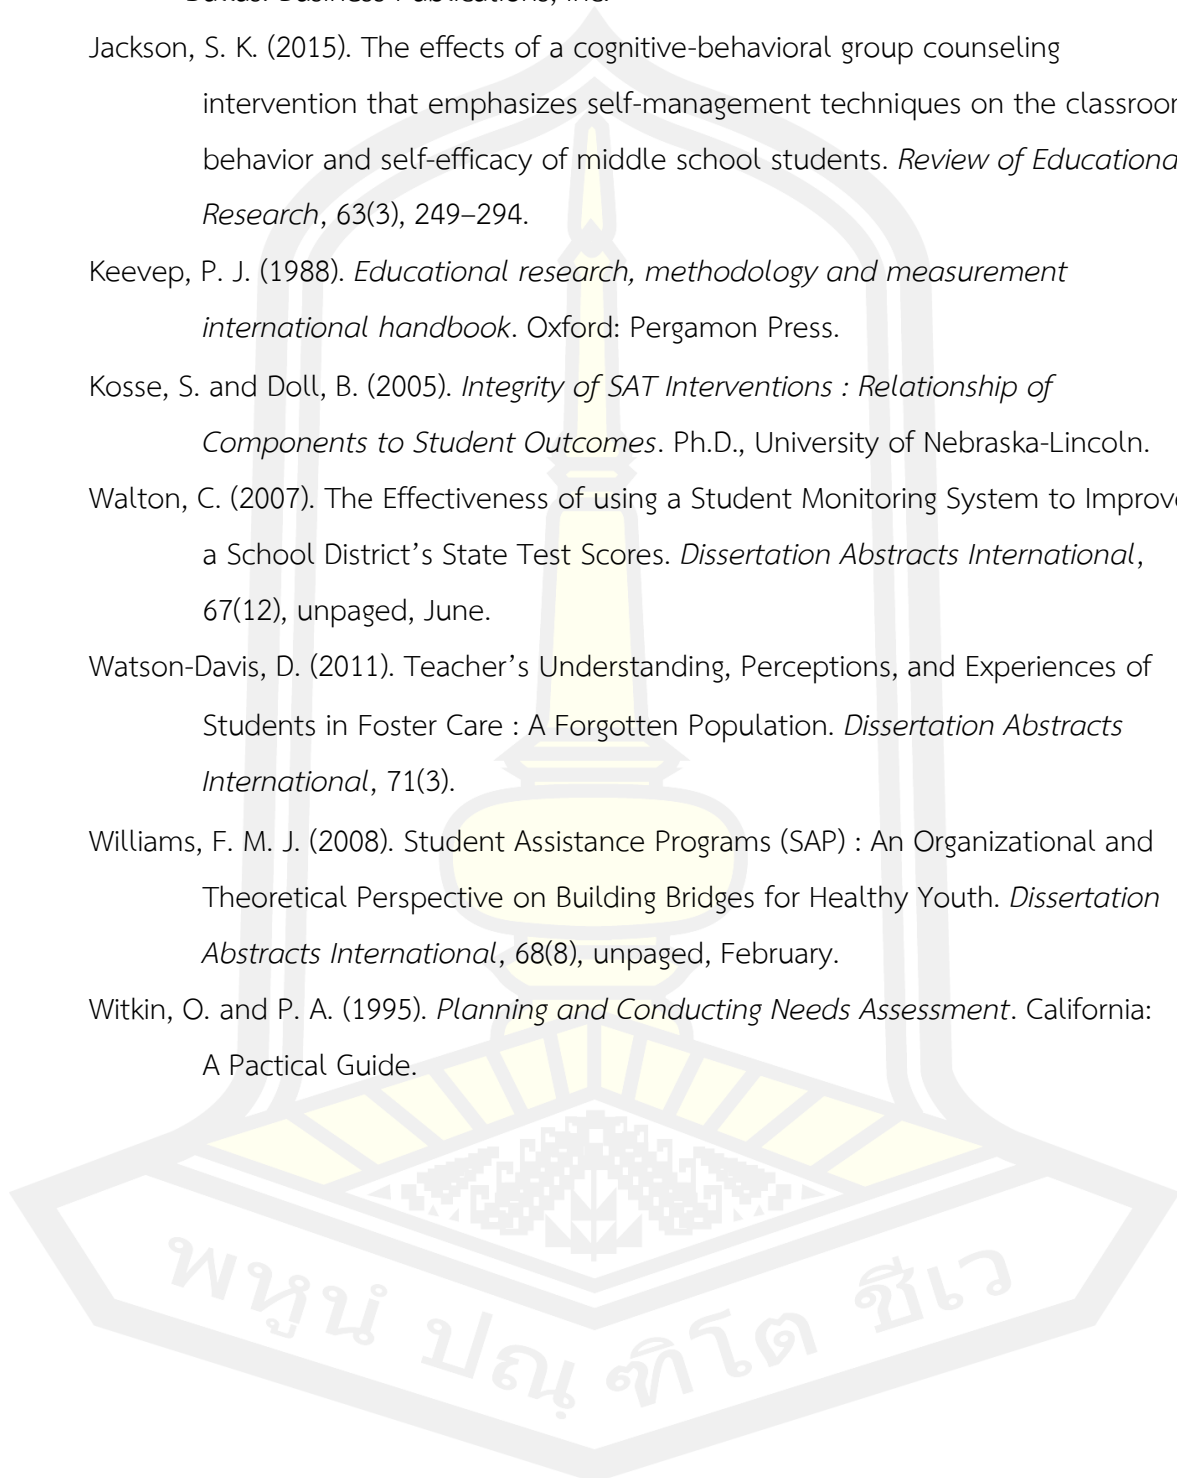 Business Publications, Inc.
Jackson, S. K. (2015). The effects of a cognitive-behavioral group counseling
intervention that emphasizes self-management techniques on the classroom
behavior and self-efficacy of middle school students. Review of Educational
Research, 63(3), 249–294.
Keevep, P. J. (1988). Educational research, methodology and measurement
international handbook. Oxford: Pergamon Press.
Kosse, S. and Doll, B. (2005). Integrity of SAT Interventions : Relationship of
Components to Student Outcomes. Ph.D., University of Nebraska-Lincoln.
Walton, C. (2007). The Effectiveness of using a Student Monitoring System to Improve
a School District’s State Test Scores. Dissertation Abstracts International,
67(12), unpaged, June.
Watson-Davis, D. (2011). Teacher’s Understanding, Perceptions, and Experiences of
Students in Foster Care : A Forgotten Population. Dissertation Abstracts
International, 71(3).
Williams, F. M. J. (2008). Student Assistance Programs (SAP) : An Organizational and
Theoretical Perspective on Building Bridges for Healthy Youth. Dissertation
Abstracts International, 68(8), unpaged, February.
Witkin, O. and P. A. (1995). Planning and Conducting Needs Assessment. California:
A Pactical Guide.
พหูนํ ปณฺ ฑิโต ชีเว